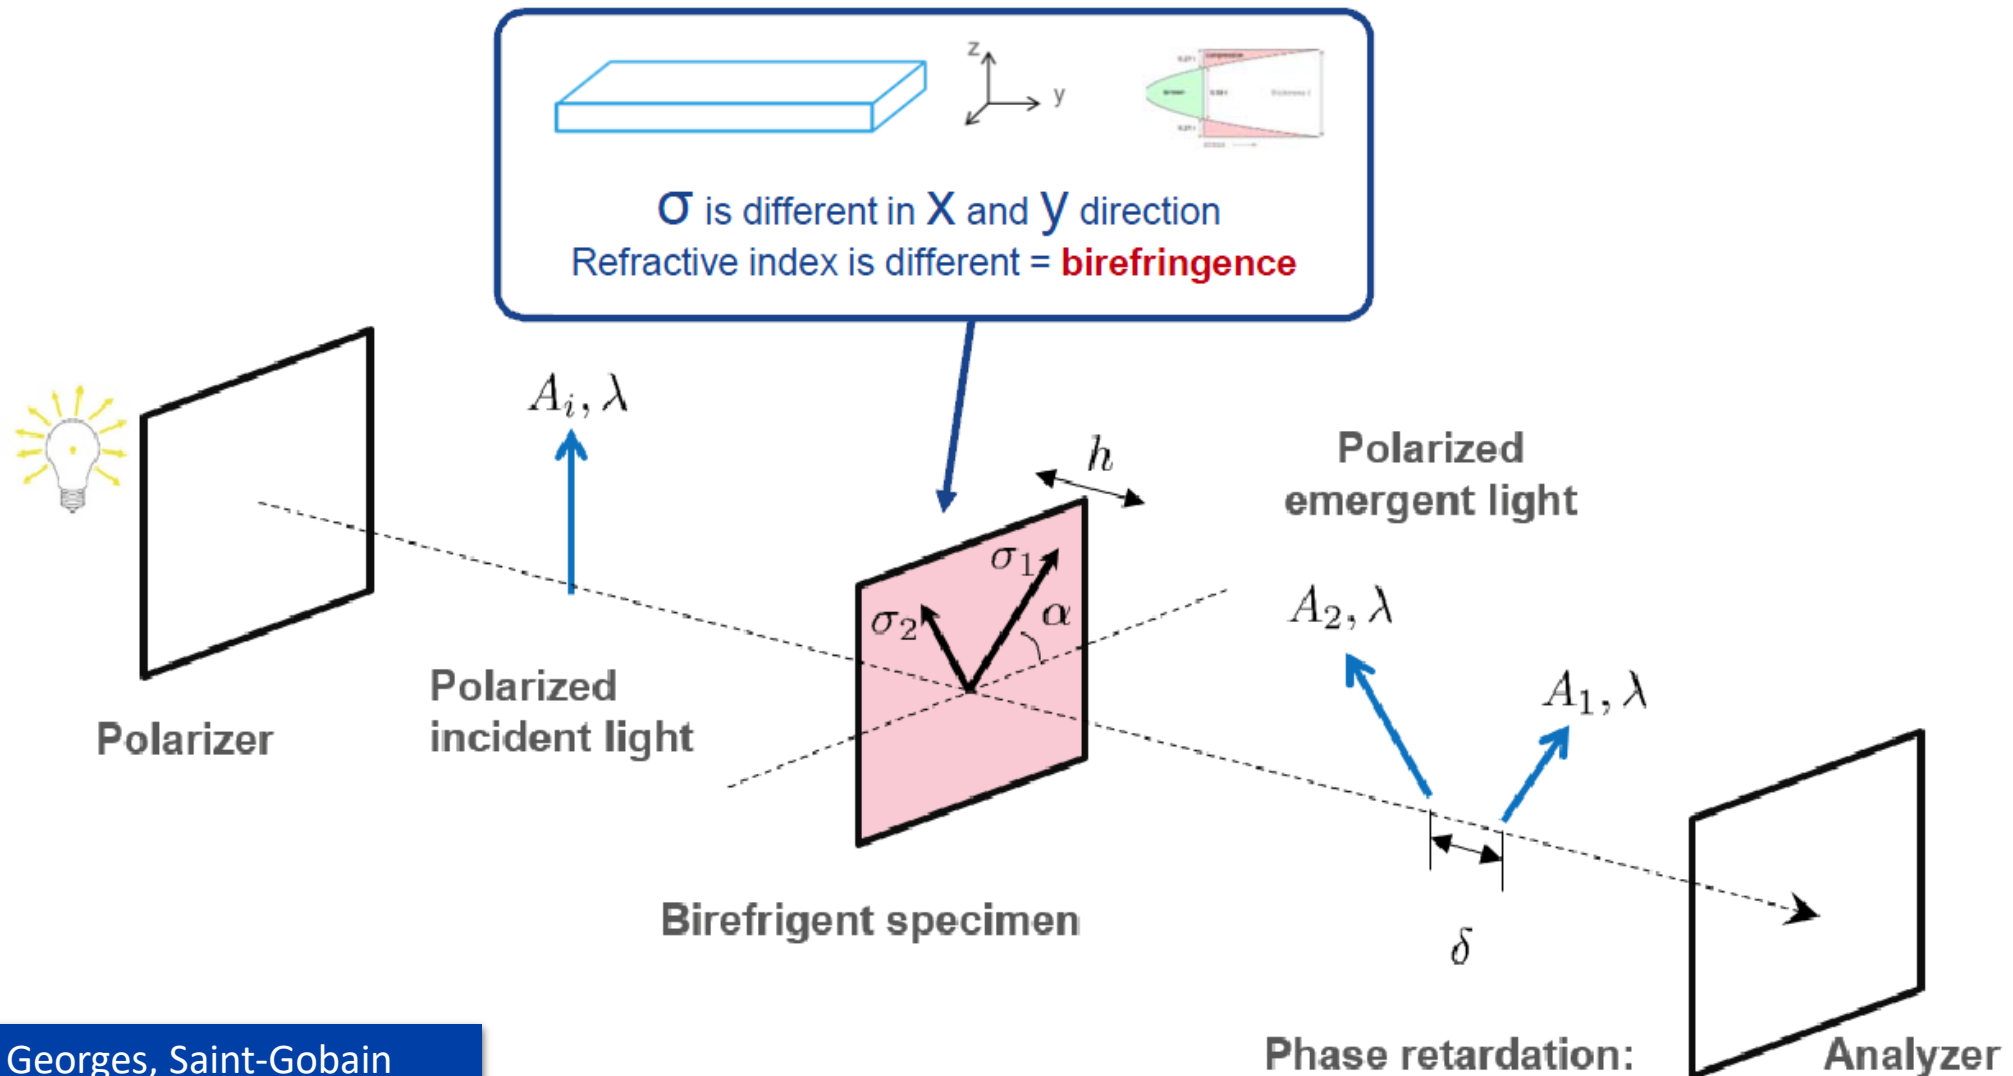 z
y
σ is different in x and y direction
Refractive index is different = birefringence
A_i, λ
h
Polarized
emergent light
σ_1
σ_2
α
A_2, λ
A_1, λ
Polarized
incident light
Polarizer
Birefrigent specimen
δ
Georges, Saint-Gobain
Phase retardation:
Analyzer